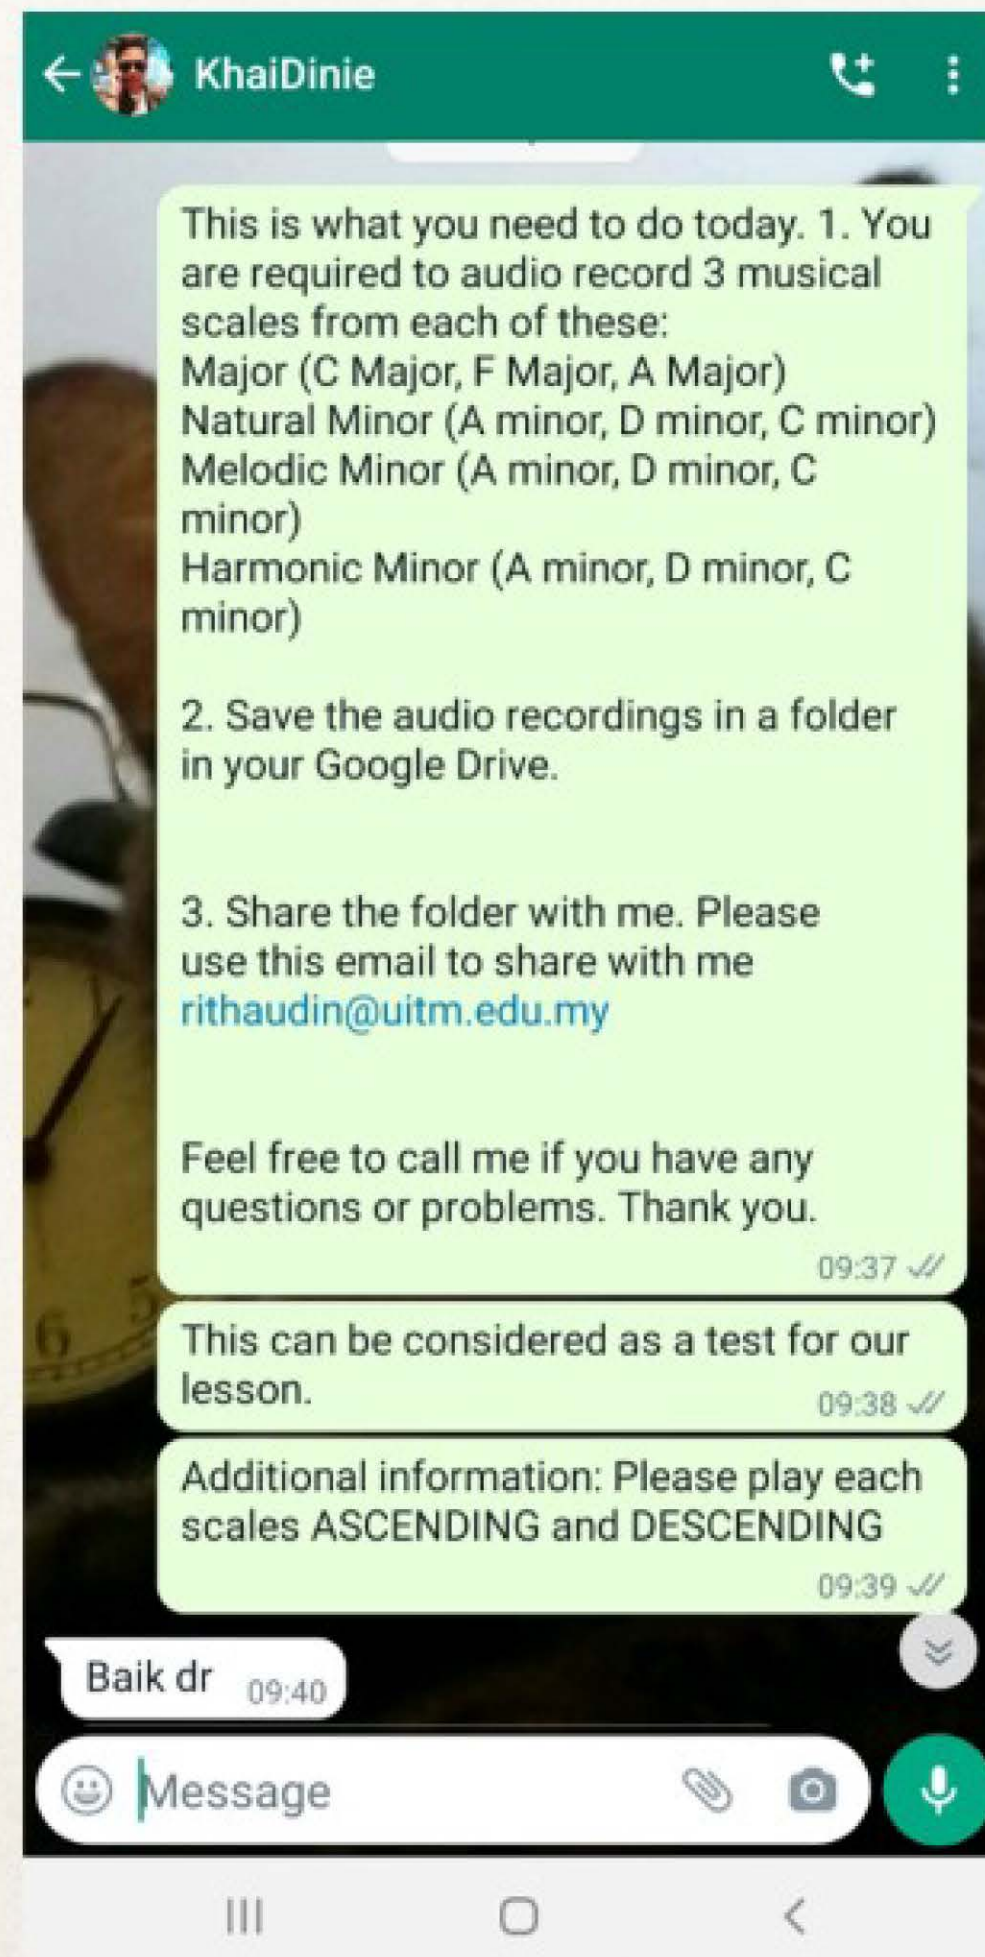 KhaiDinie
This is what you need to do today. 1. You
are required to audio record 3 musical
scales from each of these:
Major (C Major, F Major, A Major)
Natural Minor (A minor, D minor, C minor)
Melodic Minor (A minor, D minor, C
minor)
Harmonic Minor (A minor, D minor, C
minor)
2. Save the audio recordings in a folder
in your Google Drive.
3. Share the folder with me. Please
use this email to share with me
rithaudin@uitm.edu.my
Feel free to call me if you have any
questions or problems. Thank you.
09:37
This can be considered as a test for our
lesson.
09:38
Additional information: Please play each
scales ASCENDING and DESCENDING
09:39
Baik dr 09:40
Message
6 5